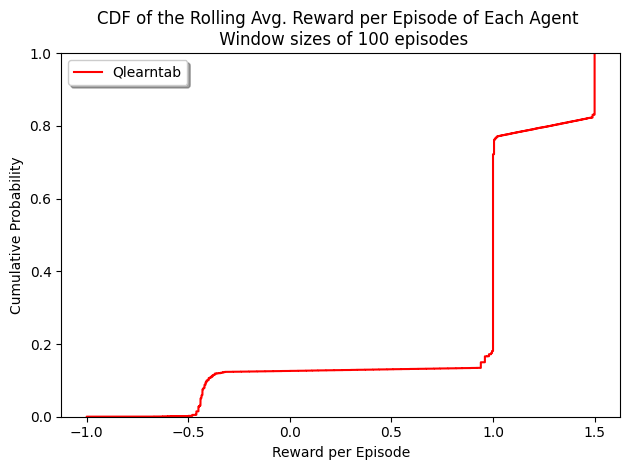 CDF of the Rolling Avg. Reward per Episode of Each Agent
Window sizes of 100 episodes
Qlearntab
1.0
0.8
0.6
0.4
0.2
0.0
Cumulative Probability
−1.0 −0.5 0.0 0.5 1.0 1.5
Reward per Episode